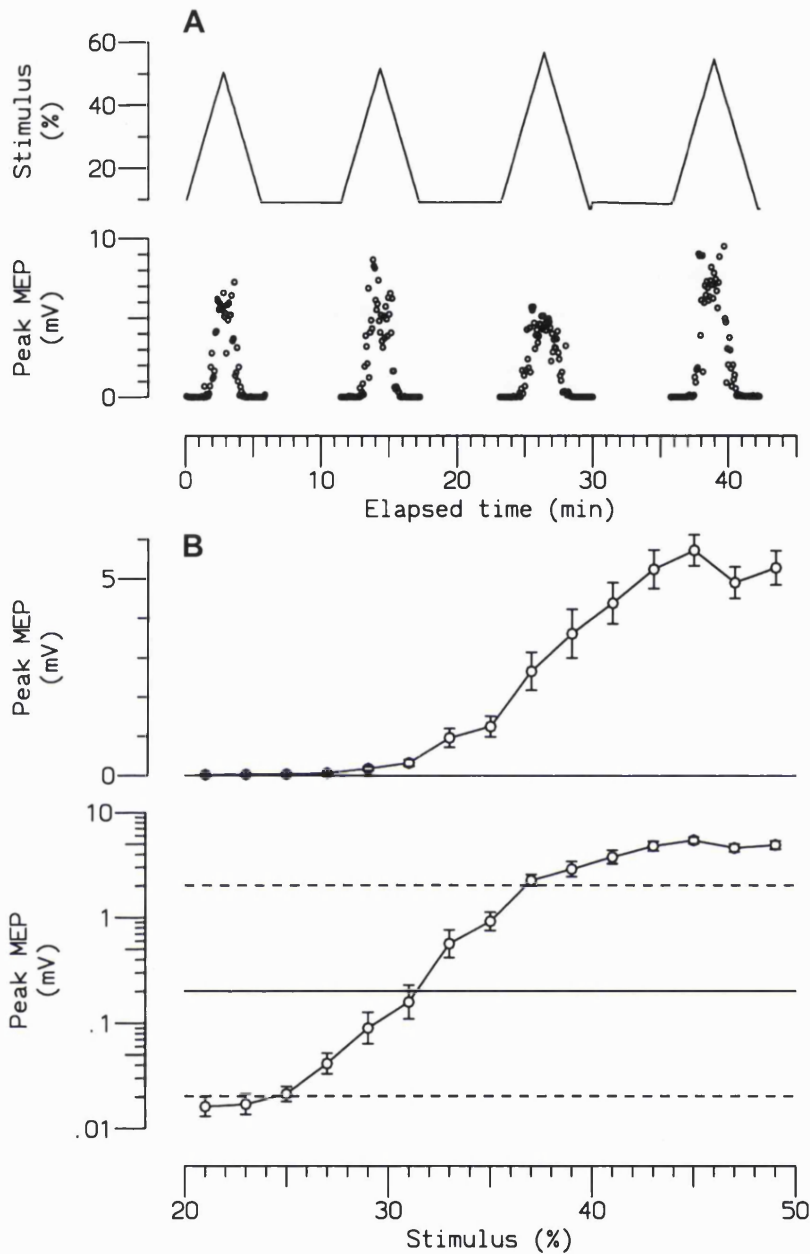 A
60
40
20
Stimulus
(%)
10
0
Peak MEP
(mV)
0 10 20 30 40
Elapsed time (min)
B
5
0
Peak MEP
(mV)
10
1
.1
.01
Peak MEP
(mV)
20 30 40 50
Stimulus (%)